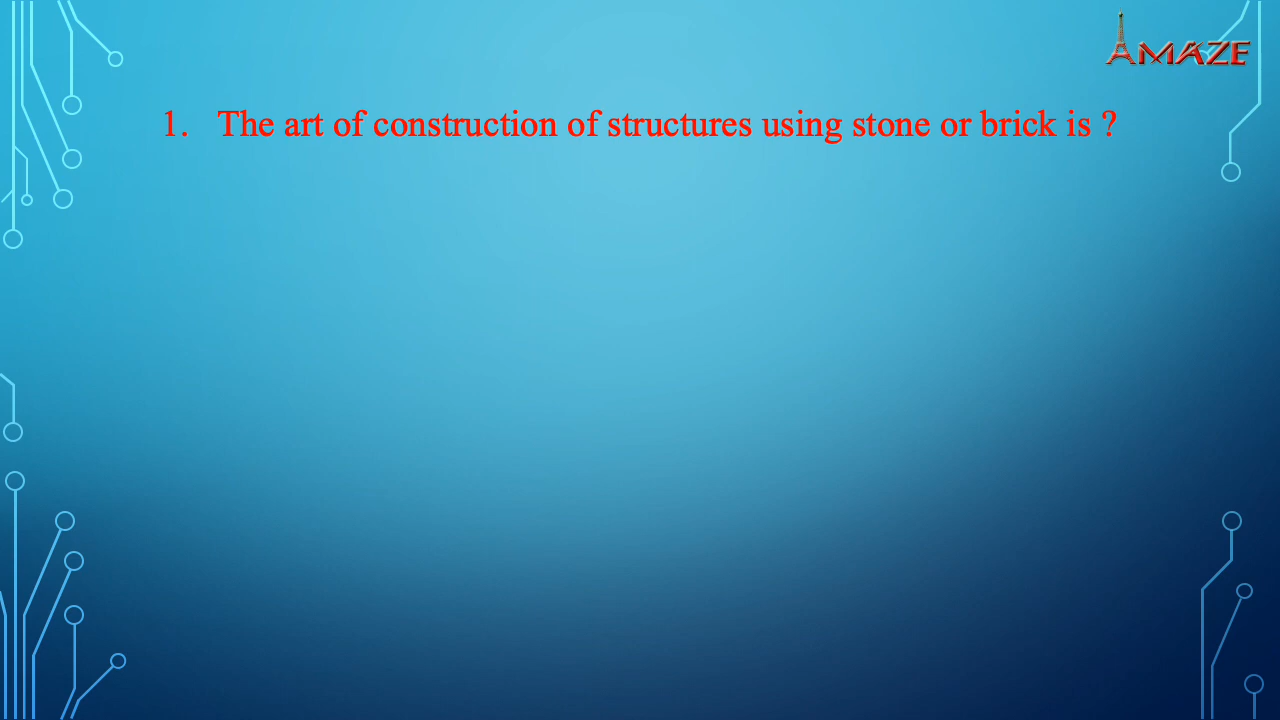 AMAZE
1. The art of construction of structures using stone or brick is ?